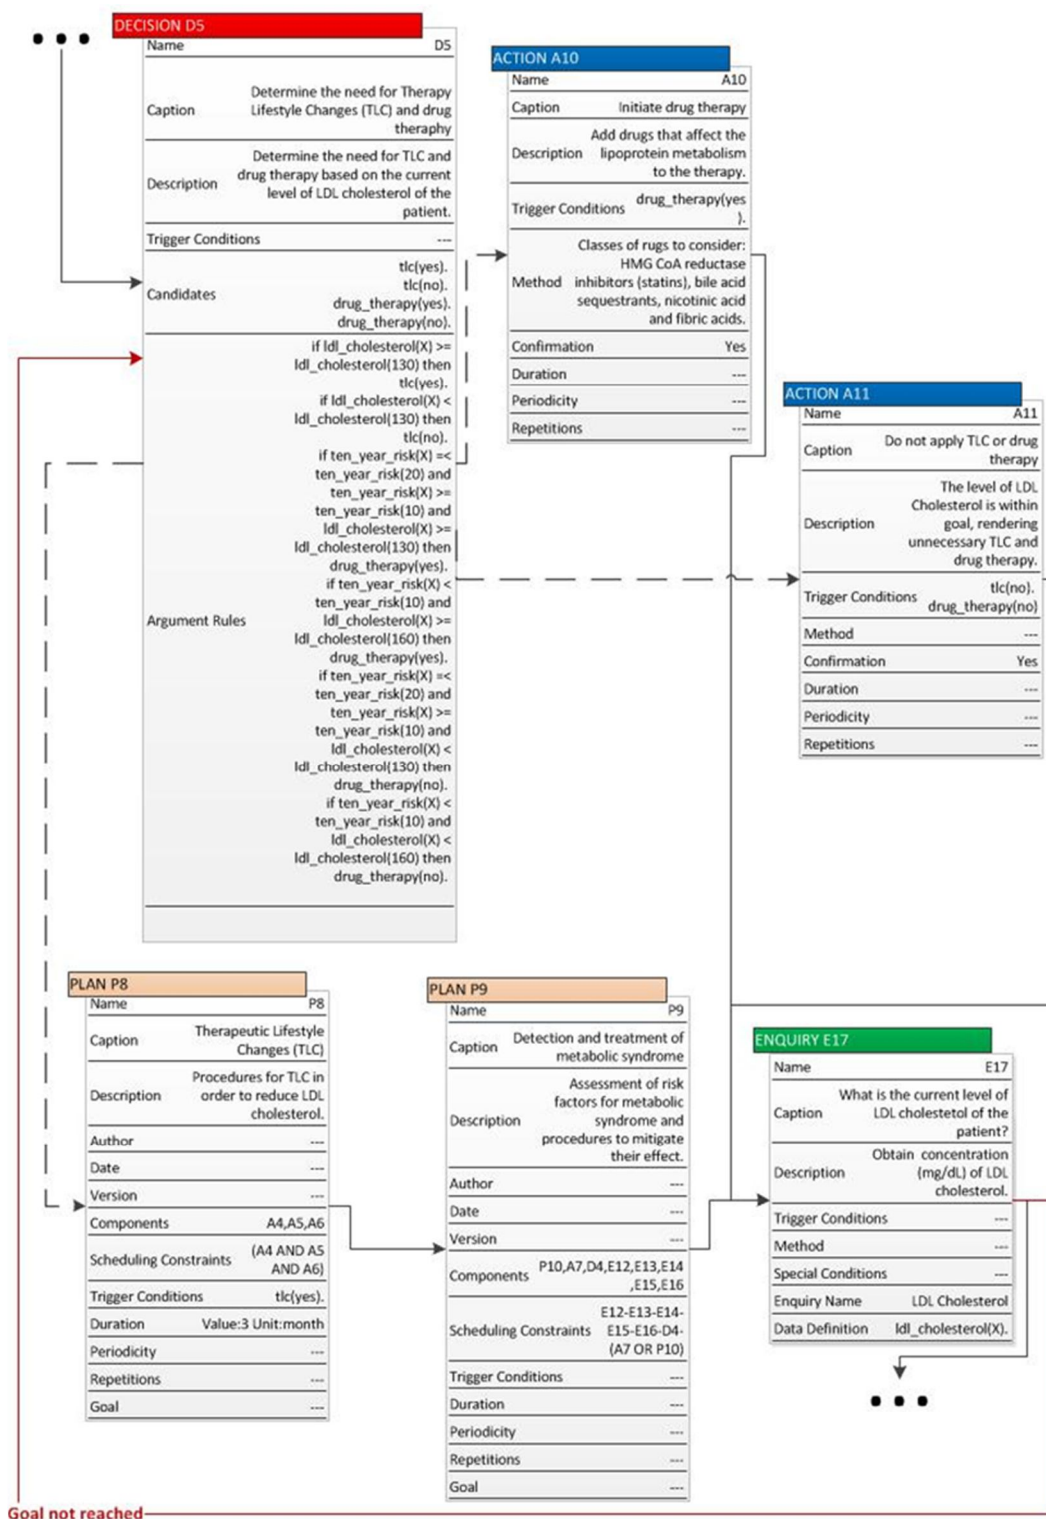 DECISION D5
Name D5
Caption Determine the need for Therapy
Lifestyle Changes (TLC) and drug
theraphy
Description Determine the need for TLC and
drug therapy based on the current
level of LDL cholesterol of the
patient.
Trigger Conditions ---
Candidates tlc(yes).
tlc(no).
drug_therapy(yes).
drug_therapy(no).
Argument Rules if ldl_cholesterol(X) >=
ldl_cholesterol(130) then
tlc(yes).
if ldl_cholesterol(X) <
ldl_cholesterol(130) then
tlc(no).
if ten_year_risk(X) =<
ten_year_risk(20) and
ten_year_risk(X) >=
ten_year_risk(10) and
ldl_cholesterol(X) >=
ldl_cholesterol(130) then
drug_therapy(yes).
if ten_year_risk(X) <
ten_year_risk(10) and
ldl_cholesterol(X) >=
ldl_cholesterol(160) then
drug_therapy(yes).
if ten_year_risk(X) =<
ten_year_risk(20) and
ten_year_risk(X) >=
ten_year_risk(10) and
ldl_cholesterol(X) <
ldl_cholesterol(130) then
drug_therapy(no).
if ten_year_risk(X) <
ten_year_risk(10) and
ldl_cholesterol(X) <
ldl_cholesterol(160) then
drug_therapy(no).
ACTION A10
Name A10
Caption Initiate drug therapy
Description Add drugs that affect the
lipoprotein metabolism
to the therapy.
Trigger Conditions drug_therapy(yes
).
Method Classes of rugs to consider:
HMG CoA reductase
inhibitors (statins), bile acid
sequestrants, nicotinic acid
and fibric acids.
Confirmation Yes
Duration ---
Periodicity ---
Repetitions ---
ACTION A11
Name A11
Caption Do not apply TLC or drug
therapy
Description The level of LDL
Cholesterol is within
goal, rendering
unnecessary TLC and
drug therapy.
Trigger Conditions tlc(no).
drug_therapy(no)
Method ---
Confirmation Yes
Duration ---
Periodicity ---
Repetitions ---
PLAN P8
Name P8
Caption Therapeutic Lifestyle
Changes (TLC)
Description Procedures for TLC in
order to reduce LDL
cholesterol.
Author ---
Date ---
Version ---
Components A4,A5,A6
Scheduling Constraints (A4 AND A5
AND A6)
Trigger Conditions tlc(yes).
Duration Value:3 Unit:month
Periodicity ---
Repetitions ---
Goal ---
PLAN P9
Name P9
Caption Detection and treatment of
metabolic syndrome
Description Assessment of risk
factors for metabolic
syndrome and
procedures to mitigate
their effect.
Author ---
Date ---
Version ---
Components P10,A7,D4,E12,E13,E14
,E15,E16
Scheduling Constraints E12-E13-E14-
E15-E16-D4-
(A7 OR P10)
Trigger Conditions ---
Duration ---
Periodicity ---
Repetitions ---
Goal ---
ENQUIRY E17
Name E17
Caption What is the current level of
LDL cholestetol of the
patient?
Description Obtain concentration
(mg/dL) of LDL
cholesterol.
Trigger Conditions ---
Method ---
Special Conditions ---
Enquiry Name LDL Cholesterol
Data Definition ldl_cholesterol(X).
Goal not reached